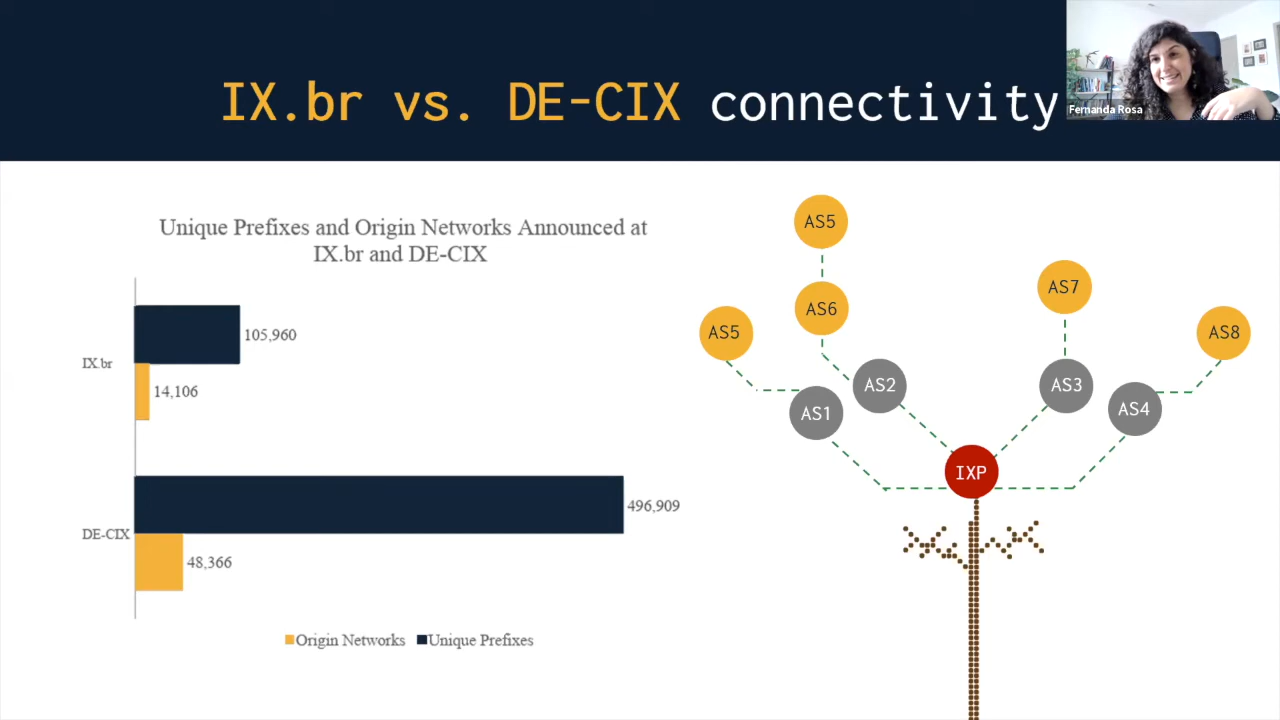 IX.br vs. DE-CIX connectivity
Fernanda Rosa
Unique Prefixes and Origin Networks Announced at
IX.br and DE-CIX
IX.br
105,960
14,106
DE-CIX
496,909
48,366
Origin Networks Unique Prefixes
AS5
AS6
AS7
AS5
AS8
AS2
AS3
AS1
AS4
IXP